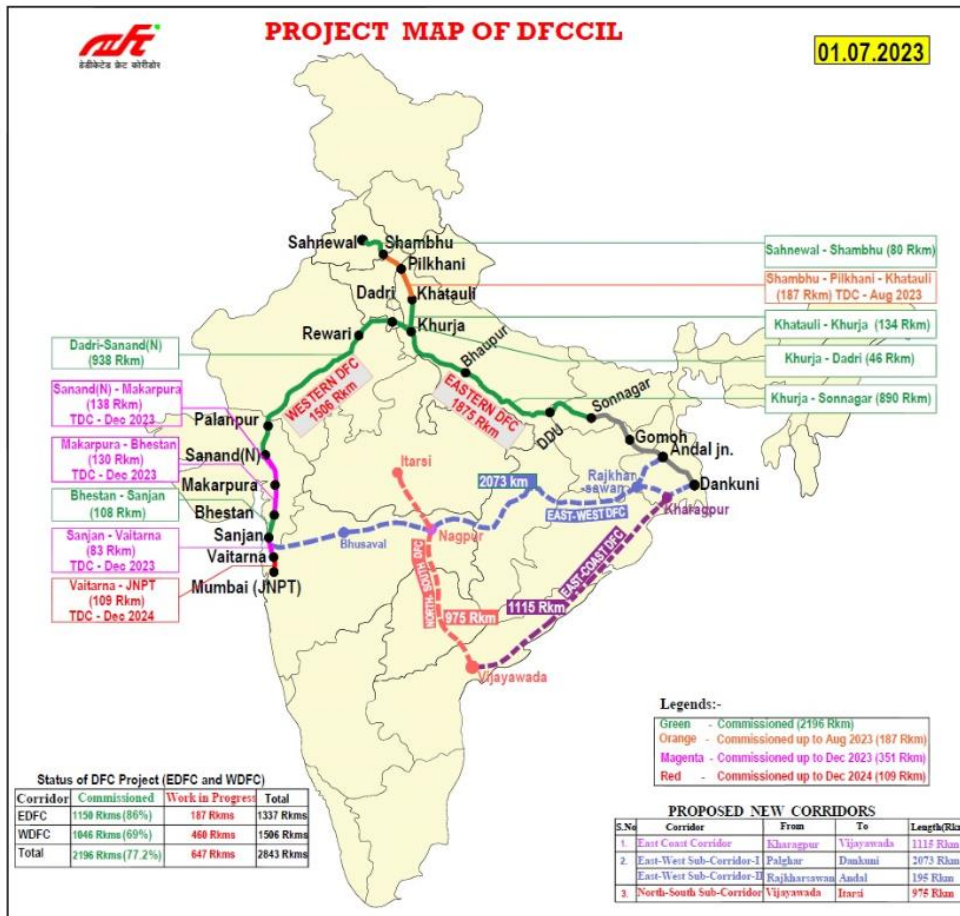 PROJECT MAP OF DFCCIL
हेडीकेटेड फ्रेट कोरीडोर
01.07.2023
Sahnewal
Shambhu
Pilkhani
Dadri
Khatauli
Rewari
Khurja
Bhaupur
Palanpur
WESTERN DFC
1506 Rkm
EASTERN DFC
1875 Rkm
DDU
Sonnagar
Gomoh
Andal jn.
Dankuni
Sanand(N)
Makarpura
Bhestan
Sanjan
Vaitarna
Mumbai (JNPT)
Itarsi
2073 km
Rajkhar
-sawan
EAST-WEST DFC
Kharagpur
Bhusaval
Nagpur
NORTH- SOUTH DFC
975 Rkm
EAST-COAST DFC
1115 Rkm
Vijayawada
Sahnewal - Shambhu (80 Rkm)
Shambhu - Pilkhani - Khatauli
(187 Rkm) TDC - Aug 2023
Khatauli - Khurja (134 Rkm)
Khurja - Dadri (46 Rkm)
Khurja - Sonnagar (890 Rkm)
Dadri-Sanand(N)
(938 Rkm)
Sanand(N) - Makarpura
(138 Rkm)
TDC - Dec 2023
Makarpura - Bhestan
(130 Rkm)
TDC - Dec 2023
Bhestan - Sanjan
(108 Rkm)
Sanjan - Vaitarna
(83 Rkm)
TDC - Dec 2023
Vaitarna - JNPT
(109 Rkm)
TDC - Dec 2024
Legends:-
Green - Commissioned (2196 Rkm)
Orange - Commissioned up to Aug 2023 (187 Rkm)
Magenta - Commissioned up to Dec 2023 (351 Rkm)
Red - Commissioned up to Dec 2024 (109 Rkm)
Status of DFC Project (EDFC and WDFC)
Corridor Commissioned Work in Progress Total
EDFC 1150 Rkms (86%) 187 Rkms 1337 Rkms
WDFC 1046 Rkms (69%) 460 Rkms 1506 Rkms
Total 2196 Rkms (77.2%) 647 Rkms 2843 Rkms
PROPOSED NEW CORRIDORS
S.No Corridor From To Length(Rkm
1. East Coast Corridor Kharagpur Vijayawada 1115 Rkm
2. East-West Sub-Corridor-I Palghar Dankuni 2073 Rkm
East-West Sub-Corridor-II Rajkharsawan Andal 195 Rkm
3. North-South Sub-Corridor Vijayawada Itarsi 975 Rkm